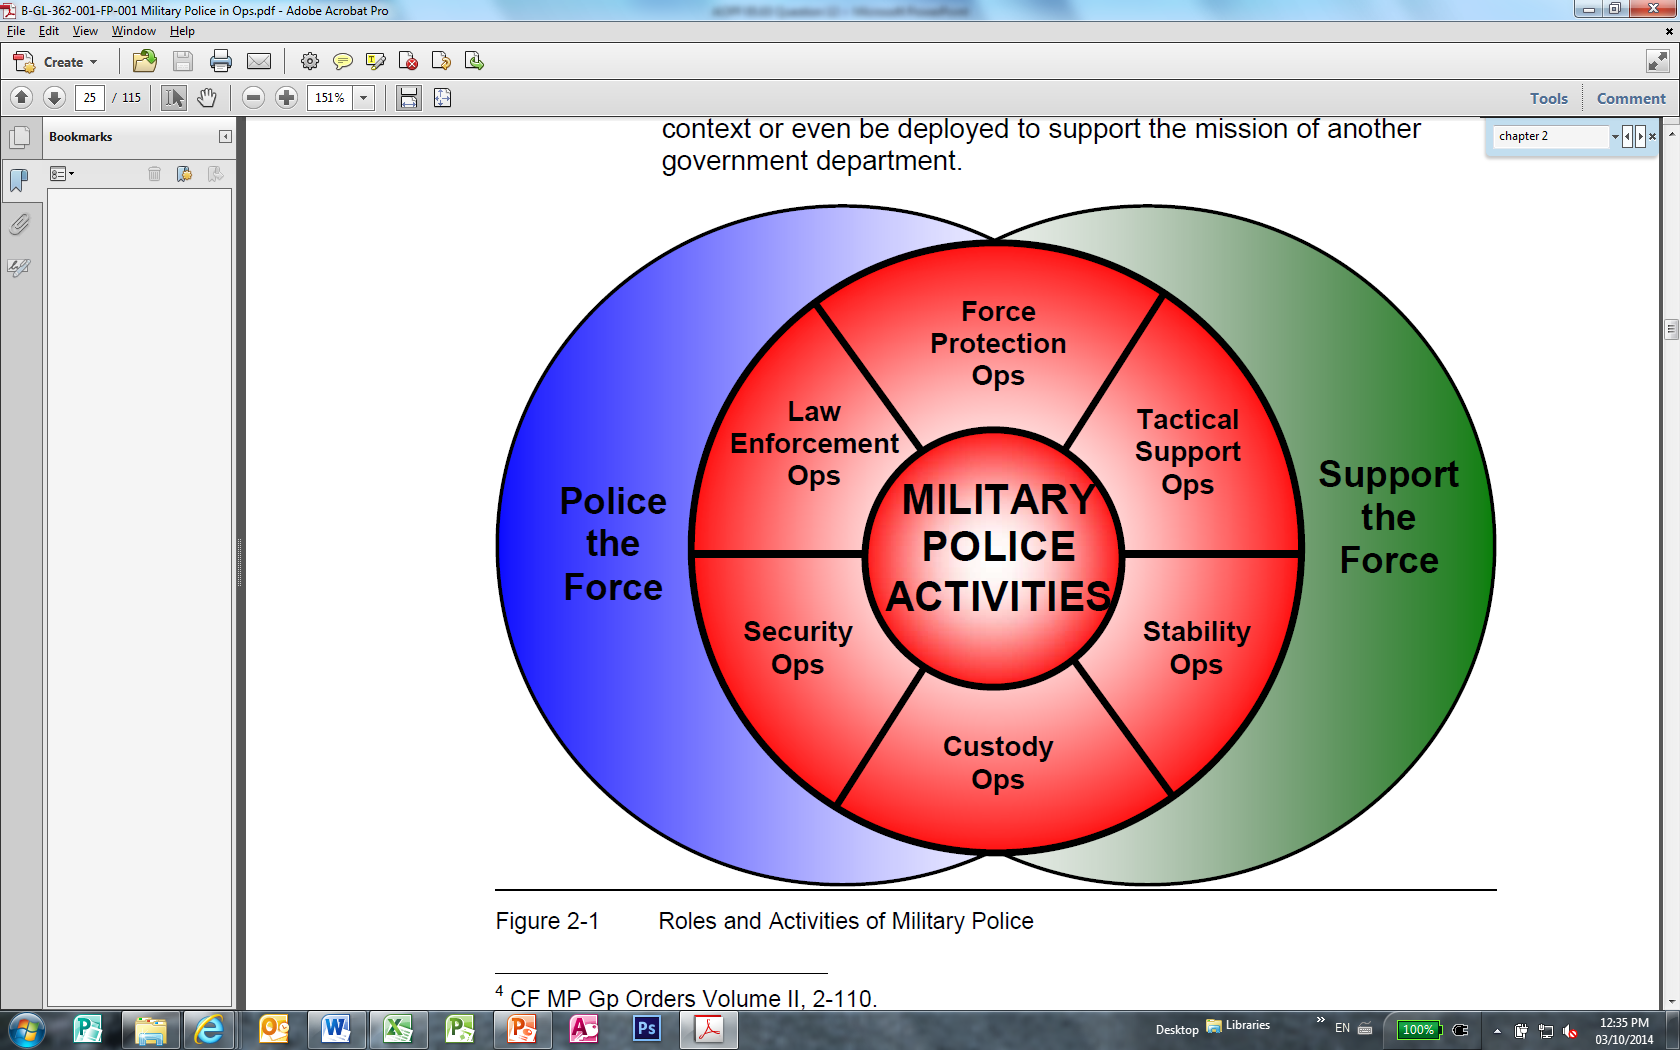 B-GL-362-001-FP-001 Military Police in Ops.pdf - Adobe Acrobat Pro
File Edit View Window Help
Create
25 / 115
151%
Tools Comment
Bookmarks
chapter 2
context or even be deployed to support the mission of another
government department.
Force
Protection
Ops
Law
Enforcement
Ops
Tactical
Support
Ops
Police
the
Force
MILITARY
POLICE
ACTIVITIES
Support
the
Force
Security
Ops
Stability
Ops
Custody
Ops
Figure 2-1 Roles and Activities of Military Police
4 CF MP Gp Orders Volume II, 2-110.
Desktop Libraries » EN 100%
12:35 PM
03/10/2014